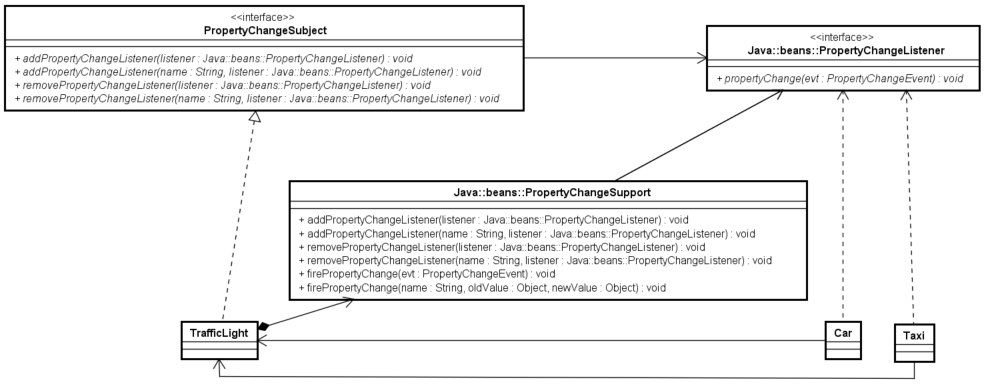 <<interface>>
PropertyChangeSubject
+ addPropertyChangeListener(listener : Java::beans::PropertyChangeListener) : void
+ addPropertyChangeListener(name : String, listener : Java::beans::PropertyChangeListener) : void
+ removePropertyChangeListener(listener : Java::beans::PropertyChangeListener) : void
+ removePropertyChangeListener(name : String, listener : Java::beans::PropertyChangeListener) : void
<<interface>>
Java::beans::PropertyChangeListener
+ propertyChange(evt : PropertyChangeEvent) : void
Java::beans::PropertyChangeSupport
+ addPropertyChangeListener(listener : Java::beans::PropertyChangeListener) : void
+ addPropertyChangeListener(name : String, listener : Java::beans::PropertyChangeListener) : void
+ removePropertyChangeListener(listener : Java::beans::PropertyChangeListener) : void
+ removePropertyChangeListener(name : String, listener : Java::beans::PropertyChangeListener) : void
+ firePropertyChange(evt : PropertyChangeEvent) : void
+ firePropertyChange(name : String, oldValue : Object, newValue : Object) : void
TrafficLight
Car
Taxi